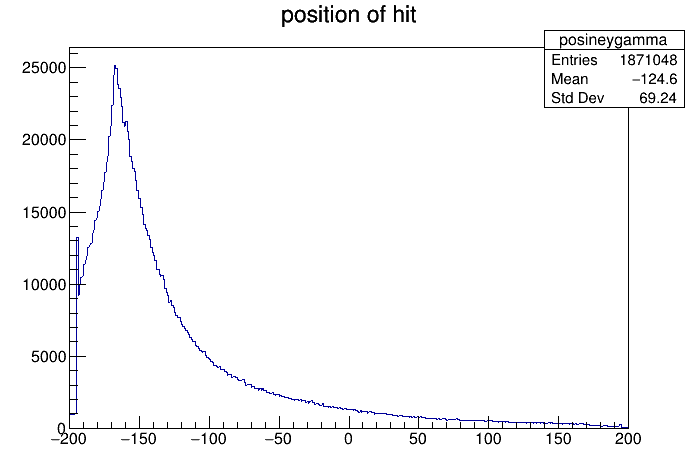 position of hit
posineygamma
Entries 1871048
Mean −124.6
Std Dev 69.24
25000
20000
15000
10000
5000
0
−200 −150 −100 −50 0 50 100 150 200